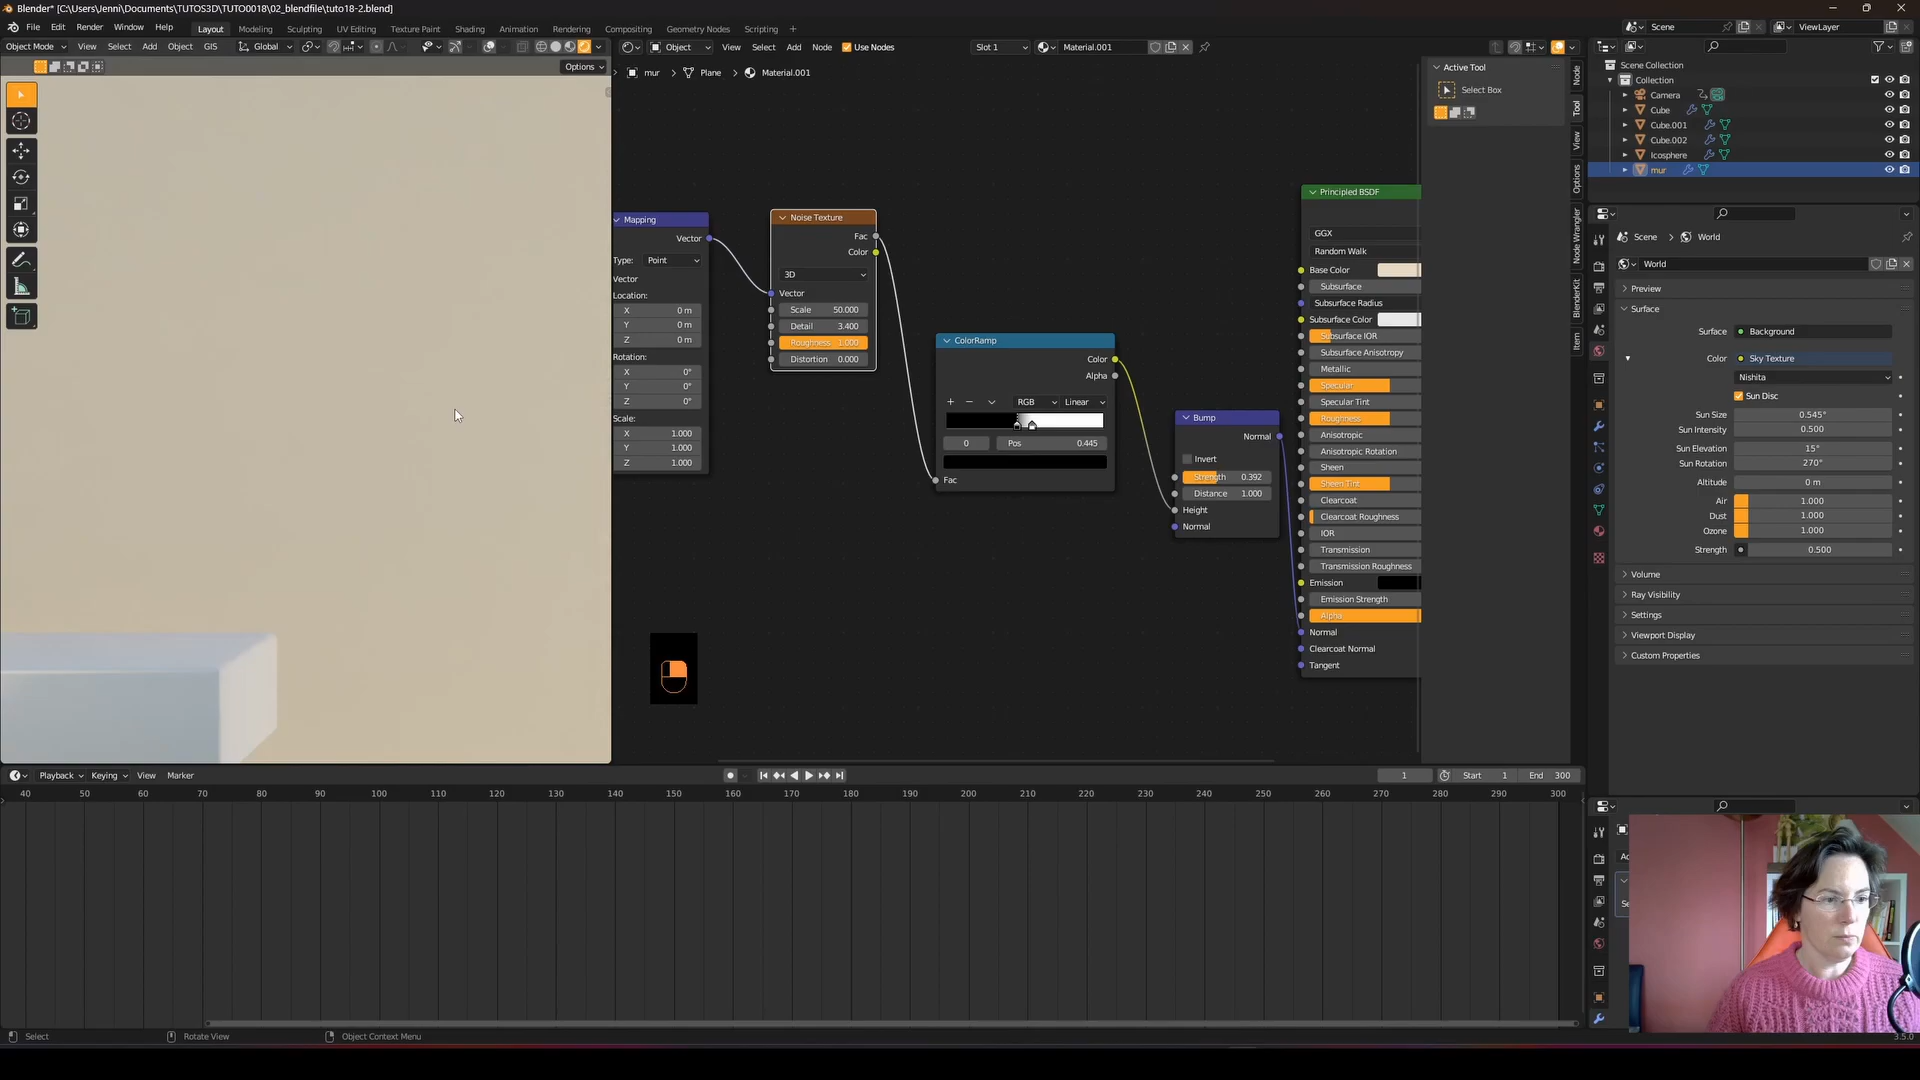 Blender* [C:\Users\Jenni\Documents\TUTOS3D\TUTO0018\02_blendfile\tuto18-2.blend]
File Edit Render Window Help Layout Modeling Sculpting UV Editing Texture Paint Shading Animation Rendering Compositing Geometry Nodes Scripting + Scene ViewLayer
Object Mode View Select Add Object GIS Global Object View Select Add Node Use Nodes Slot 1 Material.001
Options
mur > Plane > Material.001
Active Tool
Select Box
Node
Tool
View
Options
Node Wrangler
BlenderKit
Item
Scene Collection
Collection
Camera
Cube
Cube.001
Cube.002
Icosphere
mur
Mapping
Vector
Type: Point
Vector
Location:
X 0 m
Y 0 m
Z 0 m
Rotation:
X 0°
Y 0°
Z 0°
Scale:
X 1.000
Y 1.000
Z 1.000
Noise Texture
Fac
Color
3D
Vector
Scale 50.000
Detail 3.400
Roughness 1.000
Distortion 0.000
ColorRamp
Color
Alpha
+ − RGB Linear
0 Pos 0.445
Fac
Bump
Normal
Invert
Strength 0.392
Distance 1.000
Height
Normal
Principled BSDF
GGX
Random Walk
Base Color
Subsurface
Subsurface Radius
Subsurface Color
Subsurface IOR
Subsurface Anisotropy
Metallic
Specular
Specular Tint
Roughness
Anisotropic
Anisotropic Rotation
Sheen
Sheen Tint
Clearcoat
Clearcoat Roughness
IOR
Transmission
Transmission Roughness
Emission
Emission Strength
Alpha
Normal
Clearcoat Normal
Tangent
Scene > World
World
Preview
Surface
Surface Background
Color Sky Texture
Nishita
Sun Disc
Sun Size 0.545°
Sun Intensity 0.500
Sun Elevation 15°
Sun Rotation 270°
Altitude 0 m
Air 1.000
Dust 1.000
Ozone 1.000
Strength 0.500
Volume
Ray Visibility
Settings
Viewport Display
Custom Properties
Playback Keying View Marker 1 Start 1 End 300
40 50 60 70 80 90 100 110 120 130 140 150 160 170 180 190 200 210 220 230 240 250 260 270 280 290 300
Select Rotate View Object Context Menu 3.5.0